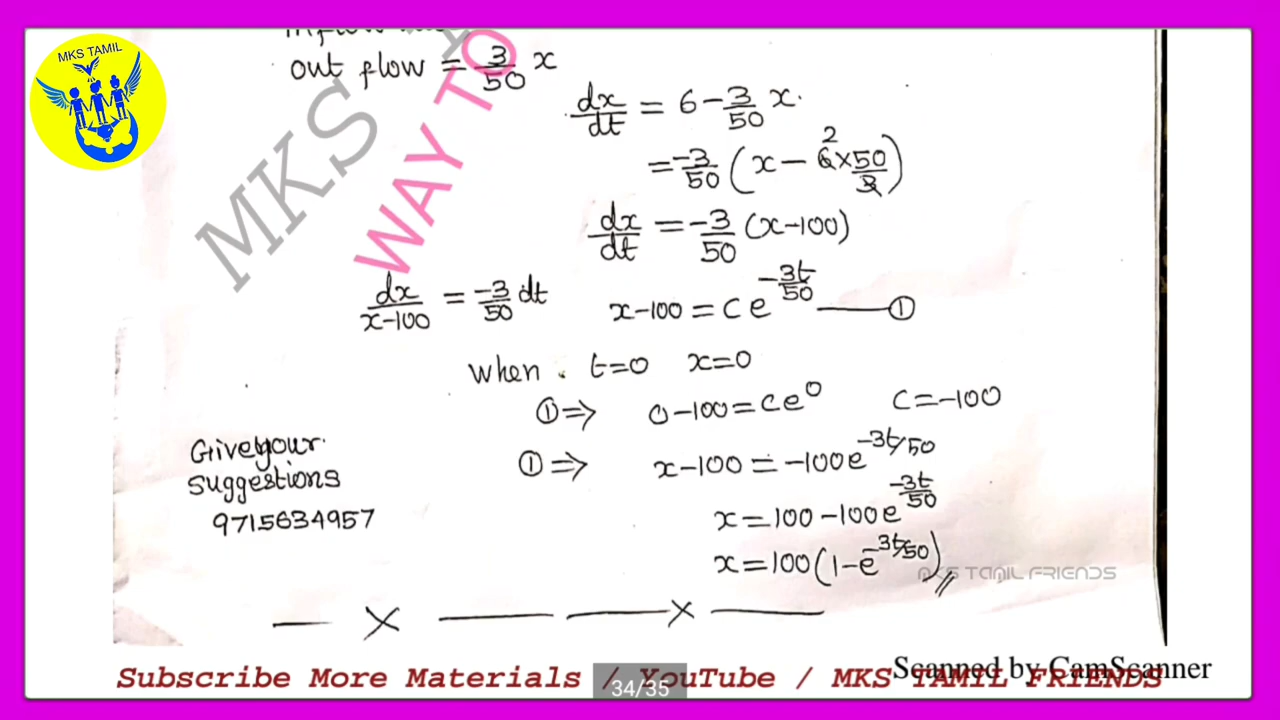 MKS TAMIL
out flow = 3/50 x
dx/dt = 6 - 3/50 x.
= -3/50 (x - 6 × 50/3)
2
dx/dt = -3/50 (x-100)
dx/x-100 = -3/50 dt
x-100 = ce^-3t/50 —— ①
when . t=0 x=0
①⇒ 0-100 = ce^0 c=-100
Give your
suggestions
9715634957
①⇒ x-100 = -100e^-3t/50
x = 100 -100e^-3t/50
x = 100(1-e^-3t/50)//
MKS TAMIL FRIENDS
— × —— —— × ——
MKS
WAY TO
Subscribe More Materials / YouTube / MKS TAMIL FRIENDS
Scanned by CamScanner
34/35